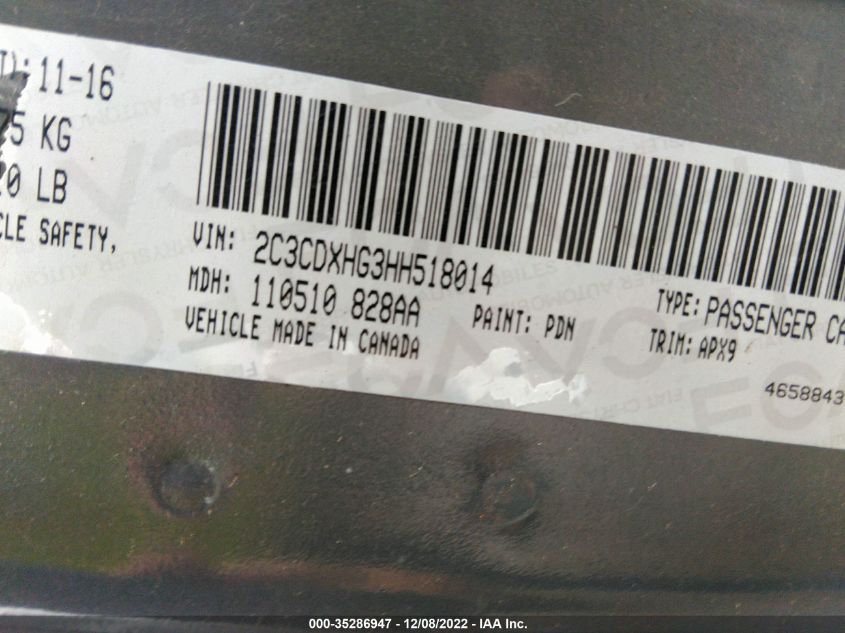 11-16
75 KG
0 LB
CLE SAFETY,
VIN: 2C3CDXHG3HH518014
MDH: 110510 828AA
PAINT: PDN
TYPE: PASSENGER CA
VEHICLE MADE IN CANADA
TRIM: APX9
4658843
000-35286947 - 12/08/2022 - IAA Inc.